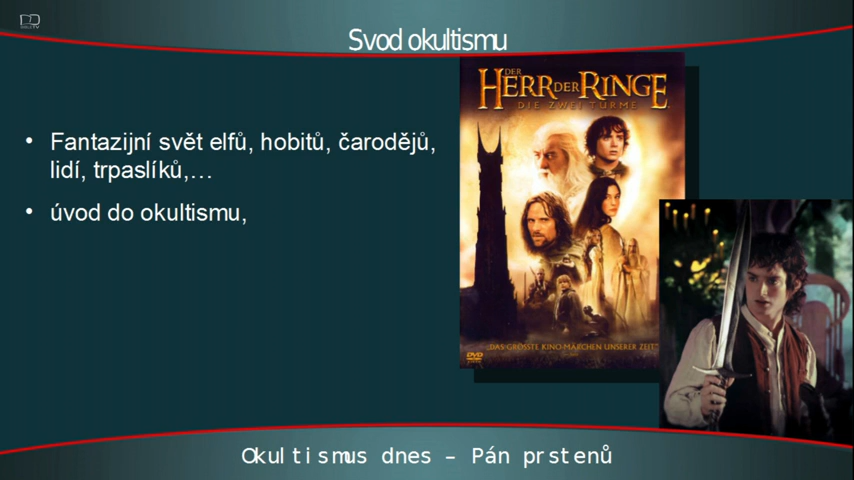 Svod okultismu
• Fantazijní svět elfů, hobitů, čarodějů,
lidí, trpaslíků,…
• úvod do okultismu,
DER
HERR DER RINGE
DIE ZWEI TÜRME
„DAS GRÖSSTE KINO-MÄRCHEN UNSERER ZEIT“
DVD
Okultismus dnes – Pán prstenů